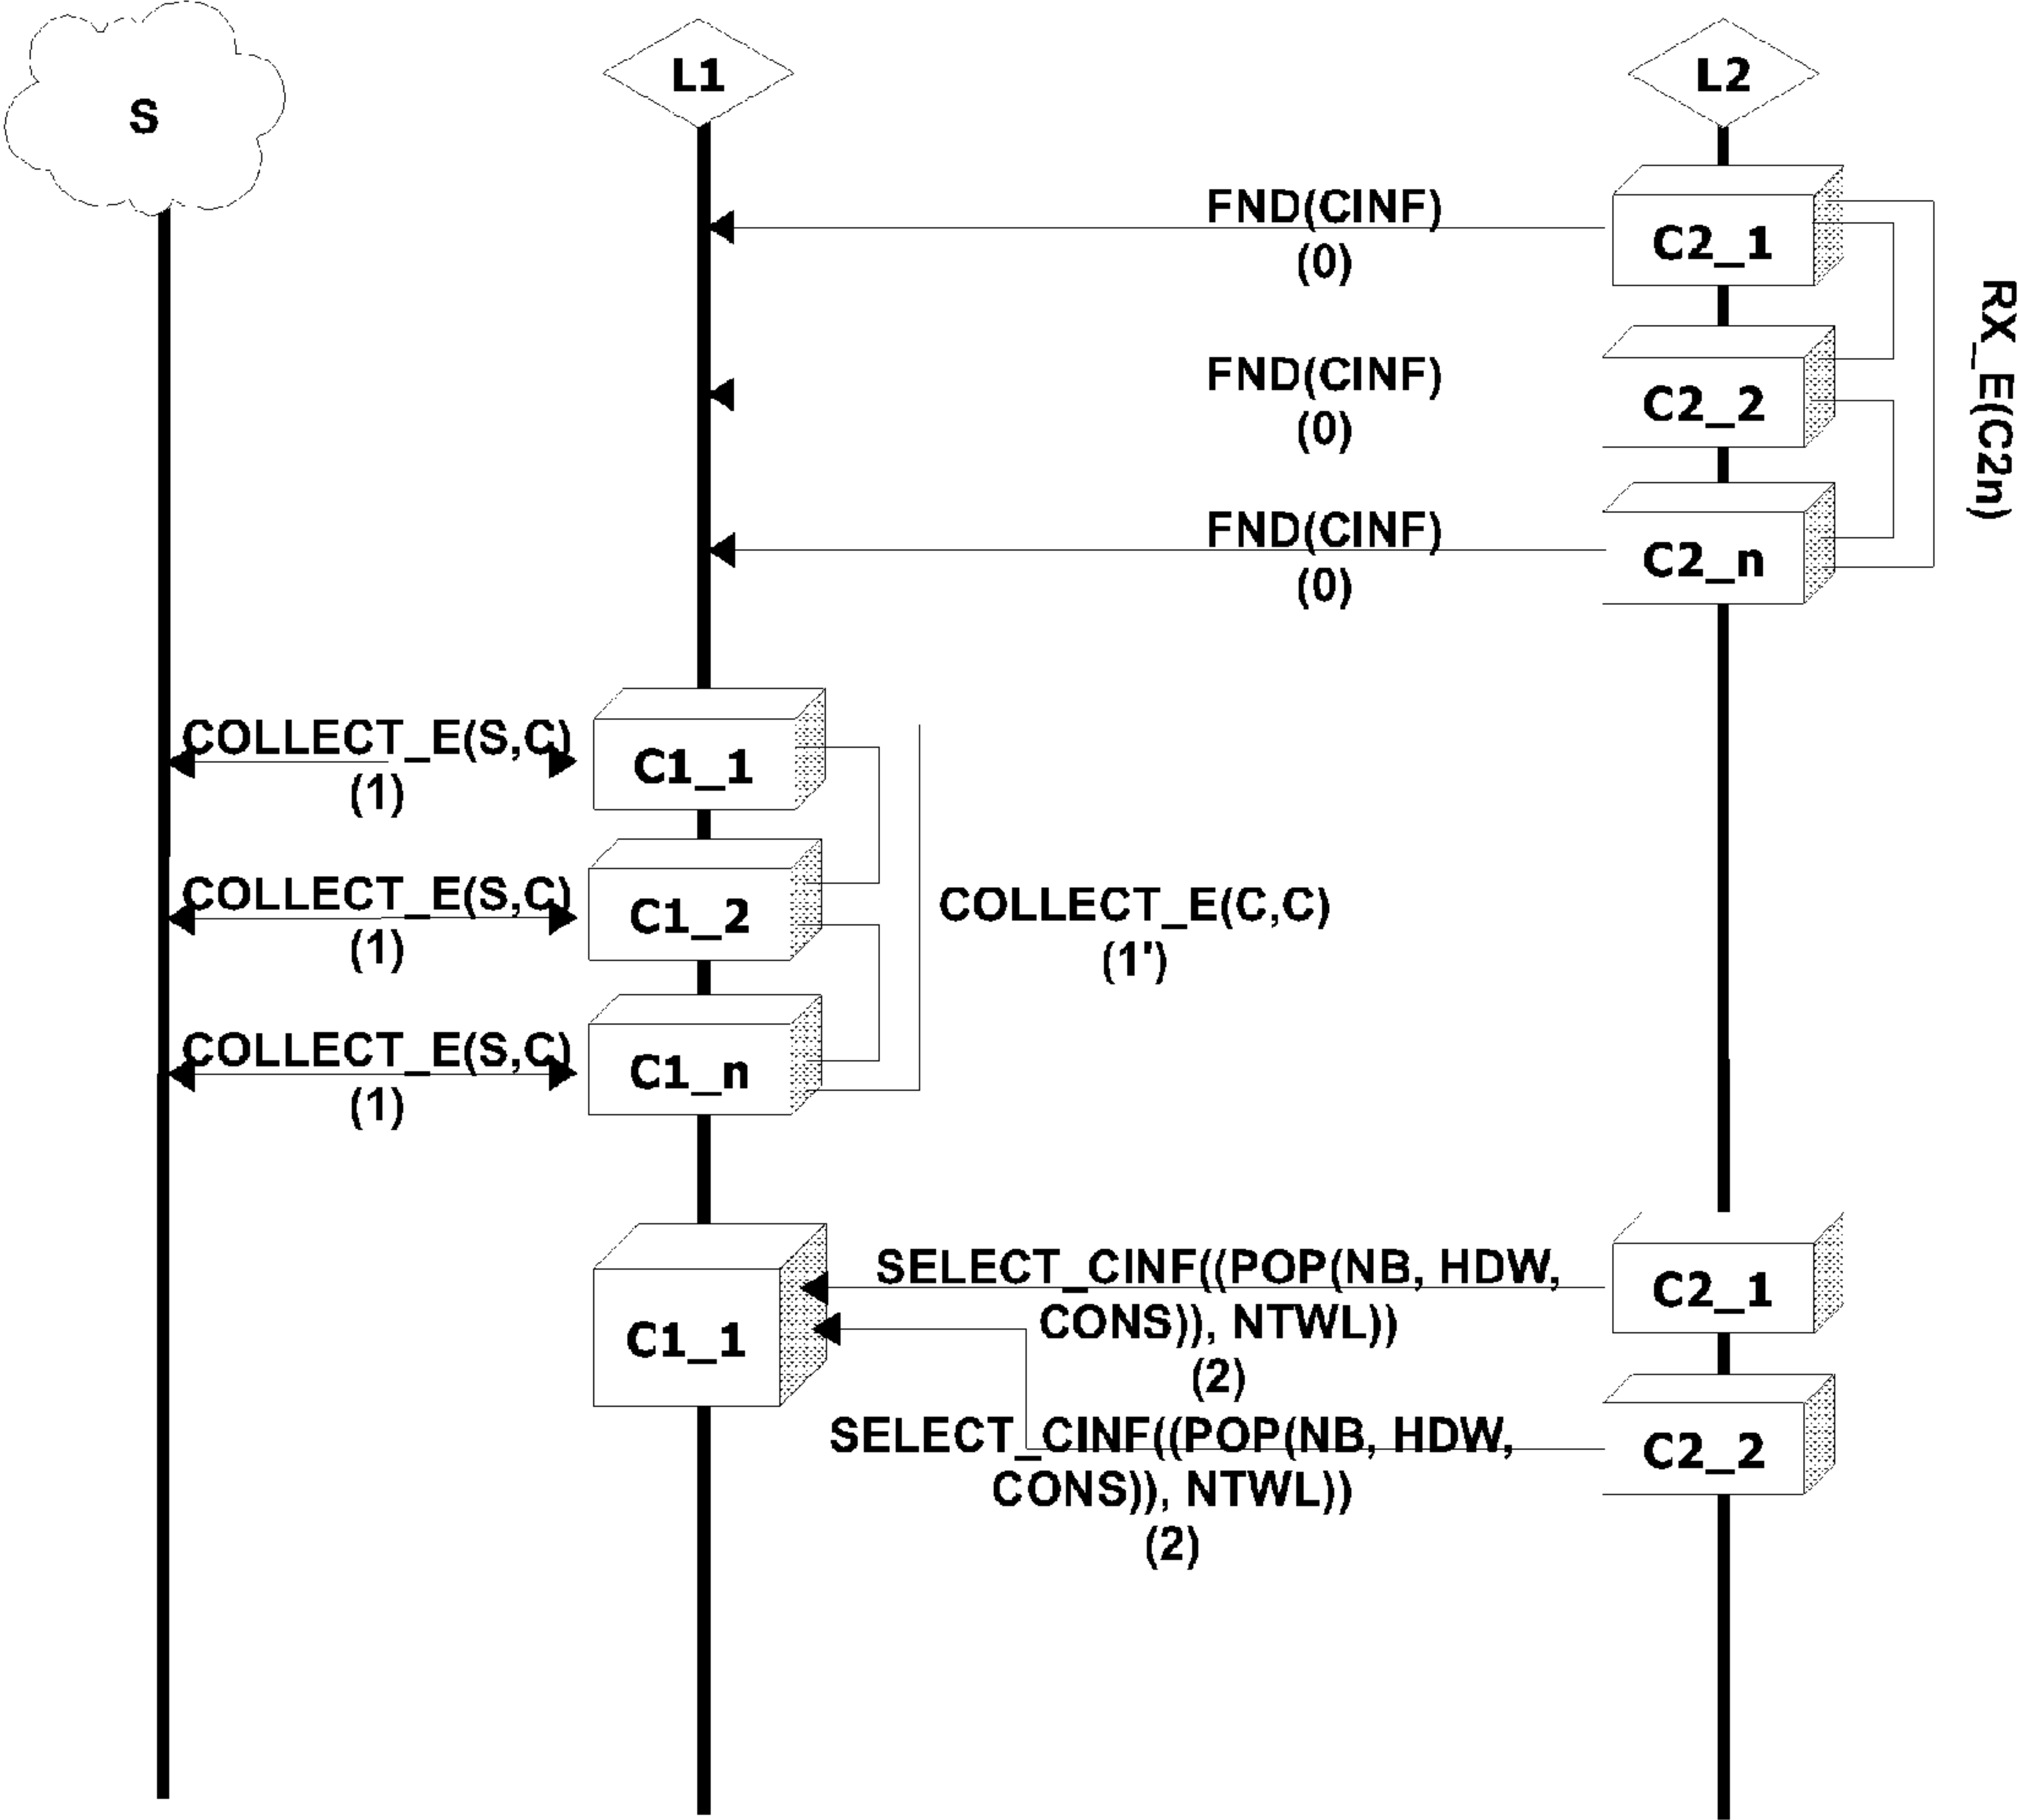 S
L1
L2
FND(CINF)
(0)
C2_1
RX_E(C2n)
FND(CINF)
(0)
C2_2
FND(CINF)
(0)
C2_n
COLLECT_E(S,C)
(1)
C1_1
COLLECT_E(S,C)
(1)
C1_2
COLLECT_E(C,C)
(1')
COLLECT_E(S,C)
(1)
C1_n
SELECT_CINF((POP(NB, HDW,
CONS)), NTWL))
(2)
C2_1
C1_1
SELECT_CINF((POP(NB, HDW,
CONS)), NTWL))
(2)
C2_2